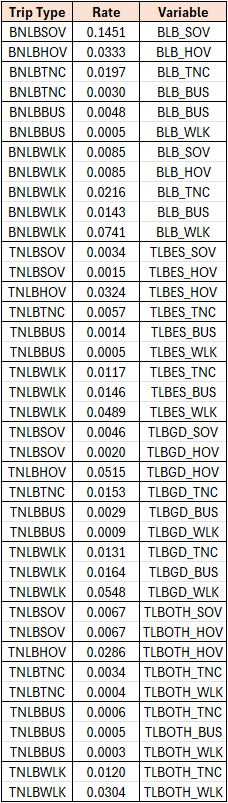 Trip Type Rate Variable
BNLBSOV 0.1451 BLB_SOV
BNLBHOV 0.0333 BLB_HOV
BNLBTNC 0.0197 BLB_TNC
BNLBTNC 0.0030 BLB_BUS
BNLBBUS 0.0048 BLB_BUS
BNLBBUS 0.0005 BLB_WLK
BNLBWLK 0.0085 BLB_SOV
BNLBWLK 0.0085 BLB_HOV
BNLBWLK 0.0216 BLB_TNC
BNLBWLK 0.0143 BLB_BUS
BNLBWLK 0.0741 BLB_WLK
TNLBSOV 0.0034 TLBES_SOV
TNLBSOV 0.0015 TLBES_HOV
TNLBHOV 0.0324 TLBES_HOV
TNLBTNC 0.0057 TLBES_TNC
TNLBBUS 0.0014 TLBES_BUS
TNLBBUS 0.0005 TLBES_WLK
TNLBWLK 0.0117 TLBES_TNC
TNLBWLK 0.0146 TLBES_BUS
TNLBWLK 0.0489 TLBES_WLK
TNLBSOV 0.0046 TLBGD_SOV
TNLBSOV 0.0020 TLBGD_HOV
TNLBHOV 0.0515 TLBGD_HOV
TNLBTNC 0.0153 TLBGD_TNC
TNLBBUS 0.0029 TLBGD_BUS
TNLBBUS 0.0009 TLBGD_WLK
TNLBWLK 0.0131 TLBGD_TNC
TNLBWLK 0.0164 TLBGD_BUS
TNLBWLK 0.0548 TLBGD_WLK
TNLBSOV 0.0067 TLBOTH_SOV
TNLBSOV 0.0067 TLBOTH_HOV
TNLBHOV 0.0286 TLBOTH_HOV
TNLBTNC 0.0034 TLBOTH_TNC
TNLBTNC 0.0004 TLBOTH_WLK
TNLBBUS 0.0006 TLBOTH_TNC
TNLBBUS 0.0005 TLBOTH_BUS
TNLBBUS 0.0003 TLBOTH_WLK
TNLBWLK 0.0120 TLBOTH_TNC
TNLBWLK 0.0304 TLBOTH_WLK